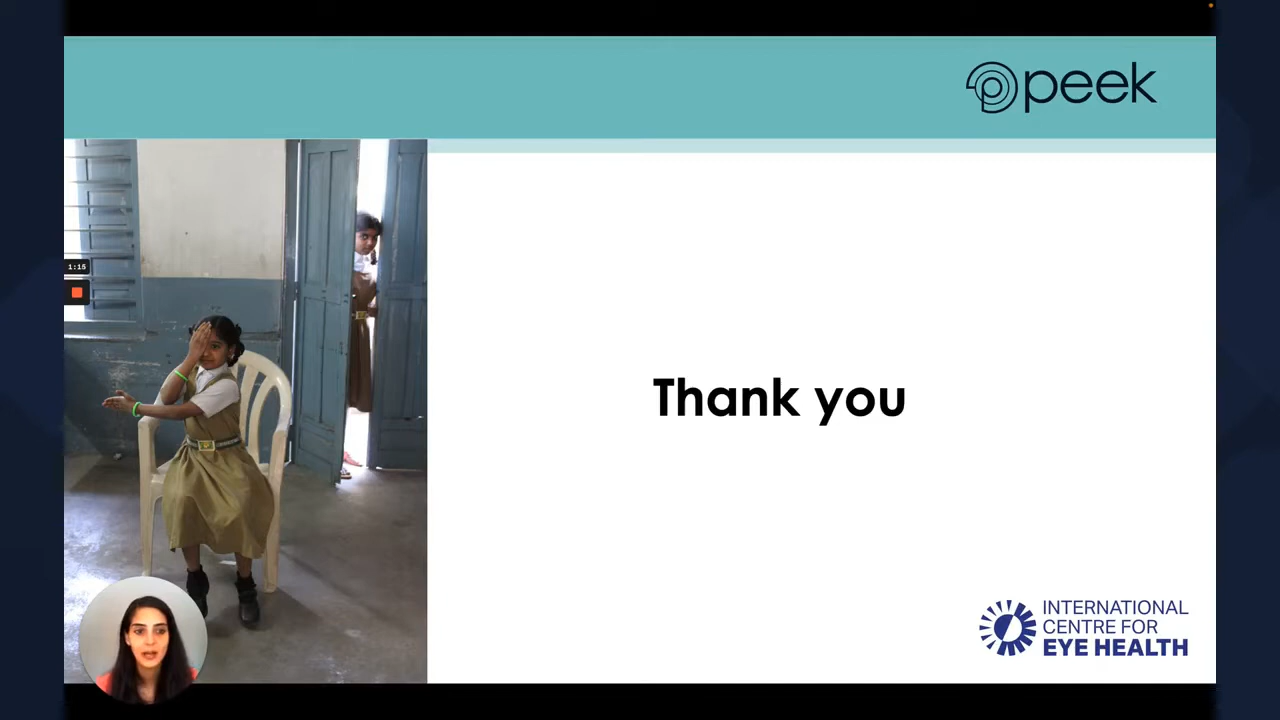 peek
1:15
Thank you
INTERNATIONAL
CENTRE FOR
EYE HEALTH